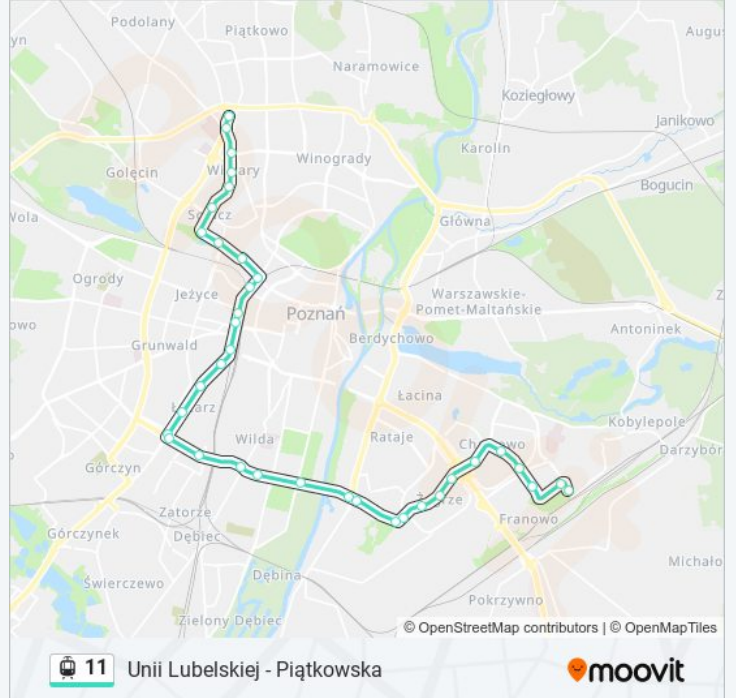 Podolany
Piątkowo
yn
Augu
Naramowice
Koziegłowy
Janikowo
Karolin
Winogrady
Golęcin
Bogucin
Wola
Główna
Ogrody
Jeżyce
Warszawskie-
Pomet-Maltańskie
Z
Poznań
owo
Antoninek
Grunwald
Berdychowo
Łacina
Kobylepole
Wilda
Rataje
Darzybór
Górczyn
Zatorze
Dębiec
Franowo
Górczynek
Michało
Dębina
Świerczewo
Pokrzywno
Zielony Dębiec
© OpenStreetMap contributors | © OpenMapTiles
11 Unii Lubelskiej - Piątkowska
moovit